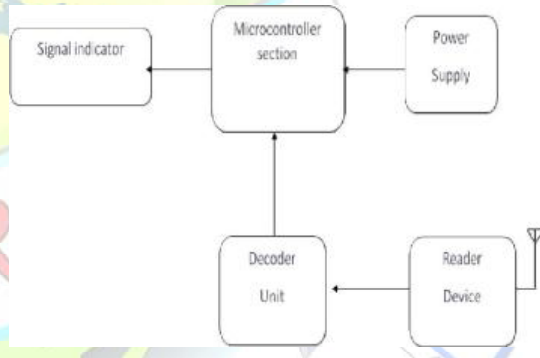 Signal indicator
Microcontroller
section
Power
Supply
Decoder
Unit
Reader
Device